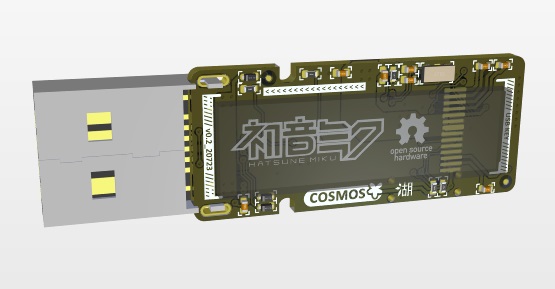 v0.2. 20723
初音ミク
HATSUNE MIKU
open source
hardware
COSMOS
湖